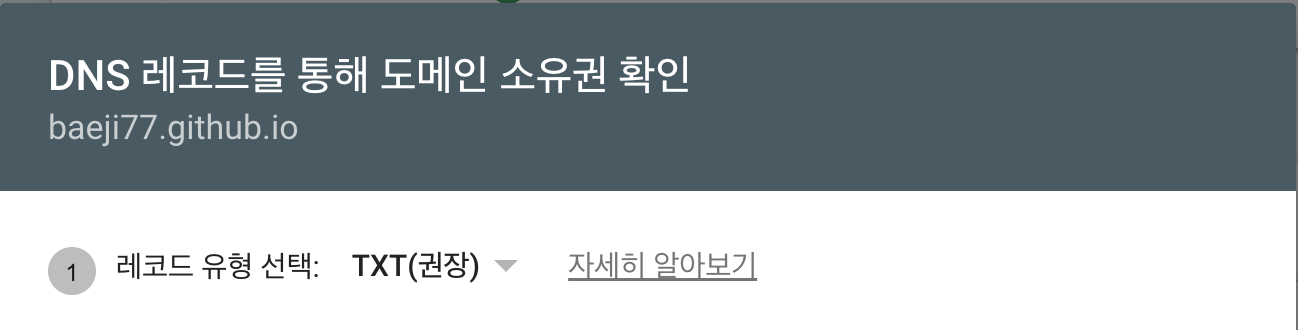 DNS 레코드를 통해 도메인 소유권 확인
baeji77.github.io
1 레코드 유형 선택: TXT(권장) 자세히 알아보기